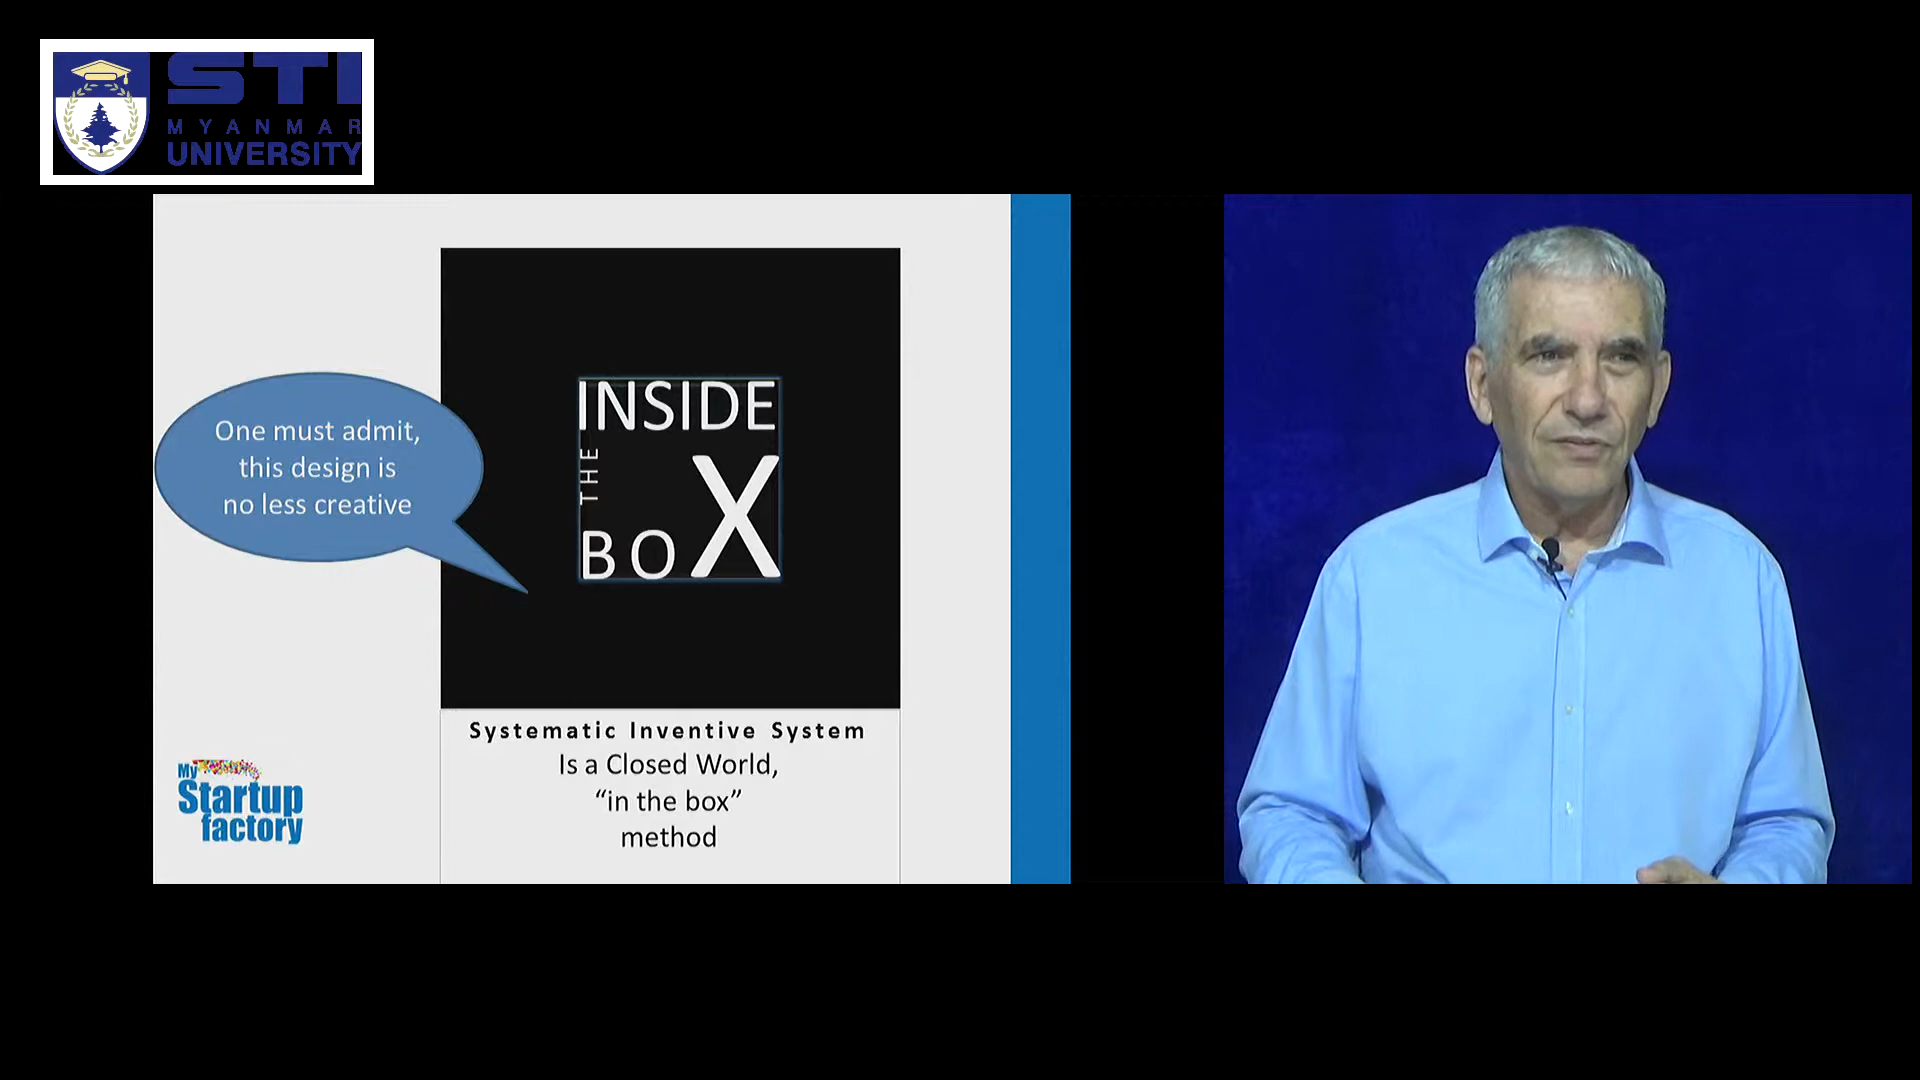 STI
MYANMAR
UNIVERSITY
One must admit,
this design is
no less creative
INSIDE
THE
BOX
Systematic Inventive System
Is a Closed World,
“in the box”
method
My
Startup
factory